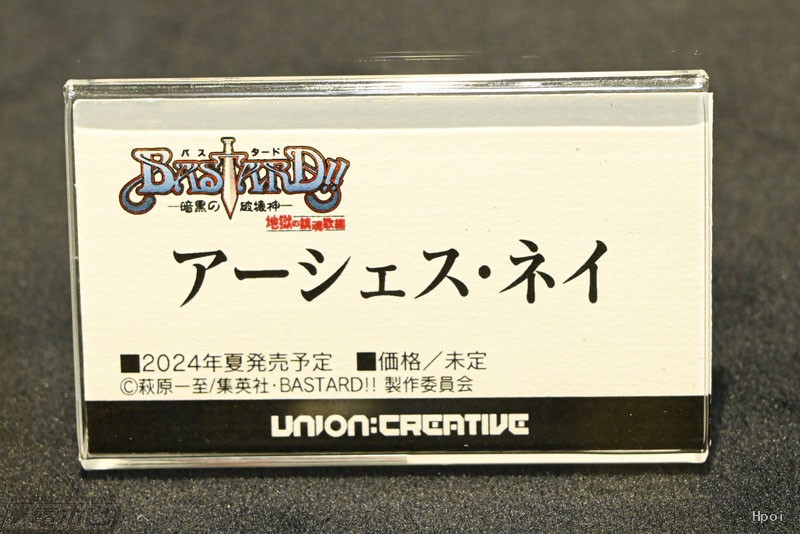 バスタード
BASTARD!!
―暗黒の破壊神―
地獄の鎮魂歌編
アーシェス・ネイ
■2024年夏発売予定 ■価格／未定
©萩原一至/集英社・BASTARD!! 製作委員会
UNION:CREATIVE
Hpoi